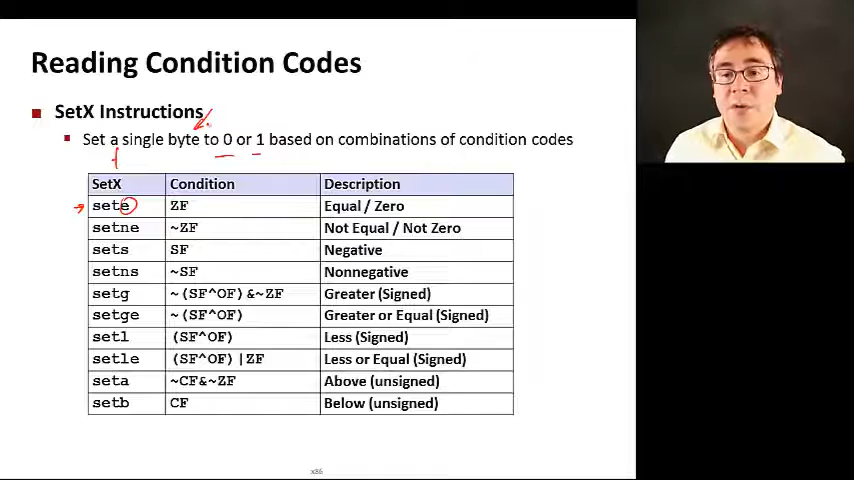 Reading Condition Codes
SetX Instructions
Set a single byte to 0 or 1 based on combinations of condition codes
SetX Condition Description
sete ZF Equal / Zero
setne ~ZF Not Equal / Not Zero
sets SF Negative
setns ~SF Nonnegative
setg ~(SF^OF)&~ZF Greater (Signed)
setge ~(SF^OF) Greater or Equal (Signed)
setl (SF^OF) Less (Signed)
setle (SF^OF)|ZF Less or Equal (Signed)
seta ~CF&~ZF Above (unsigned)
setb CF Below (unsigned)
x86